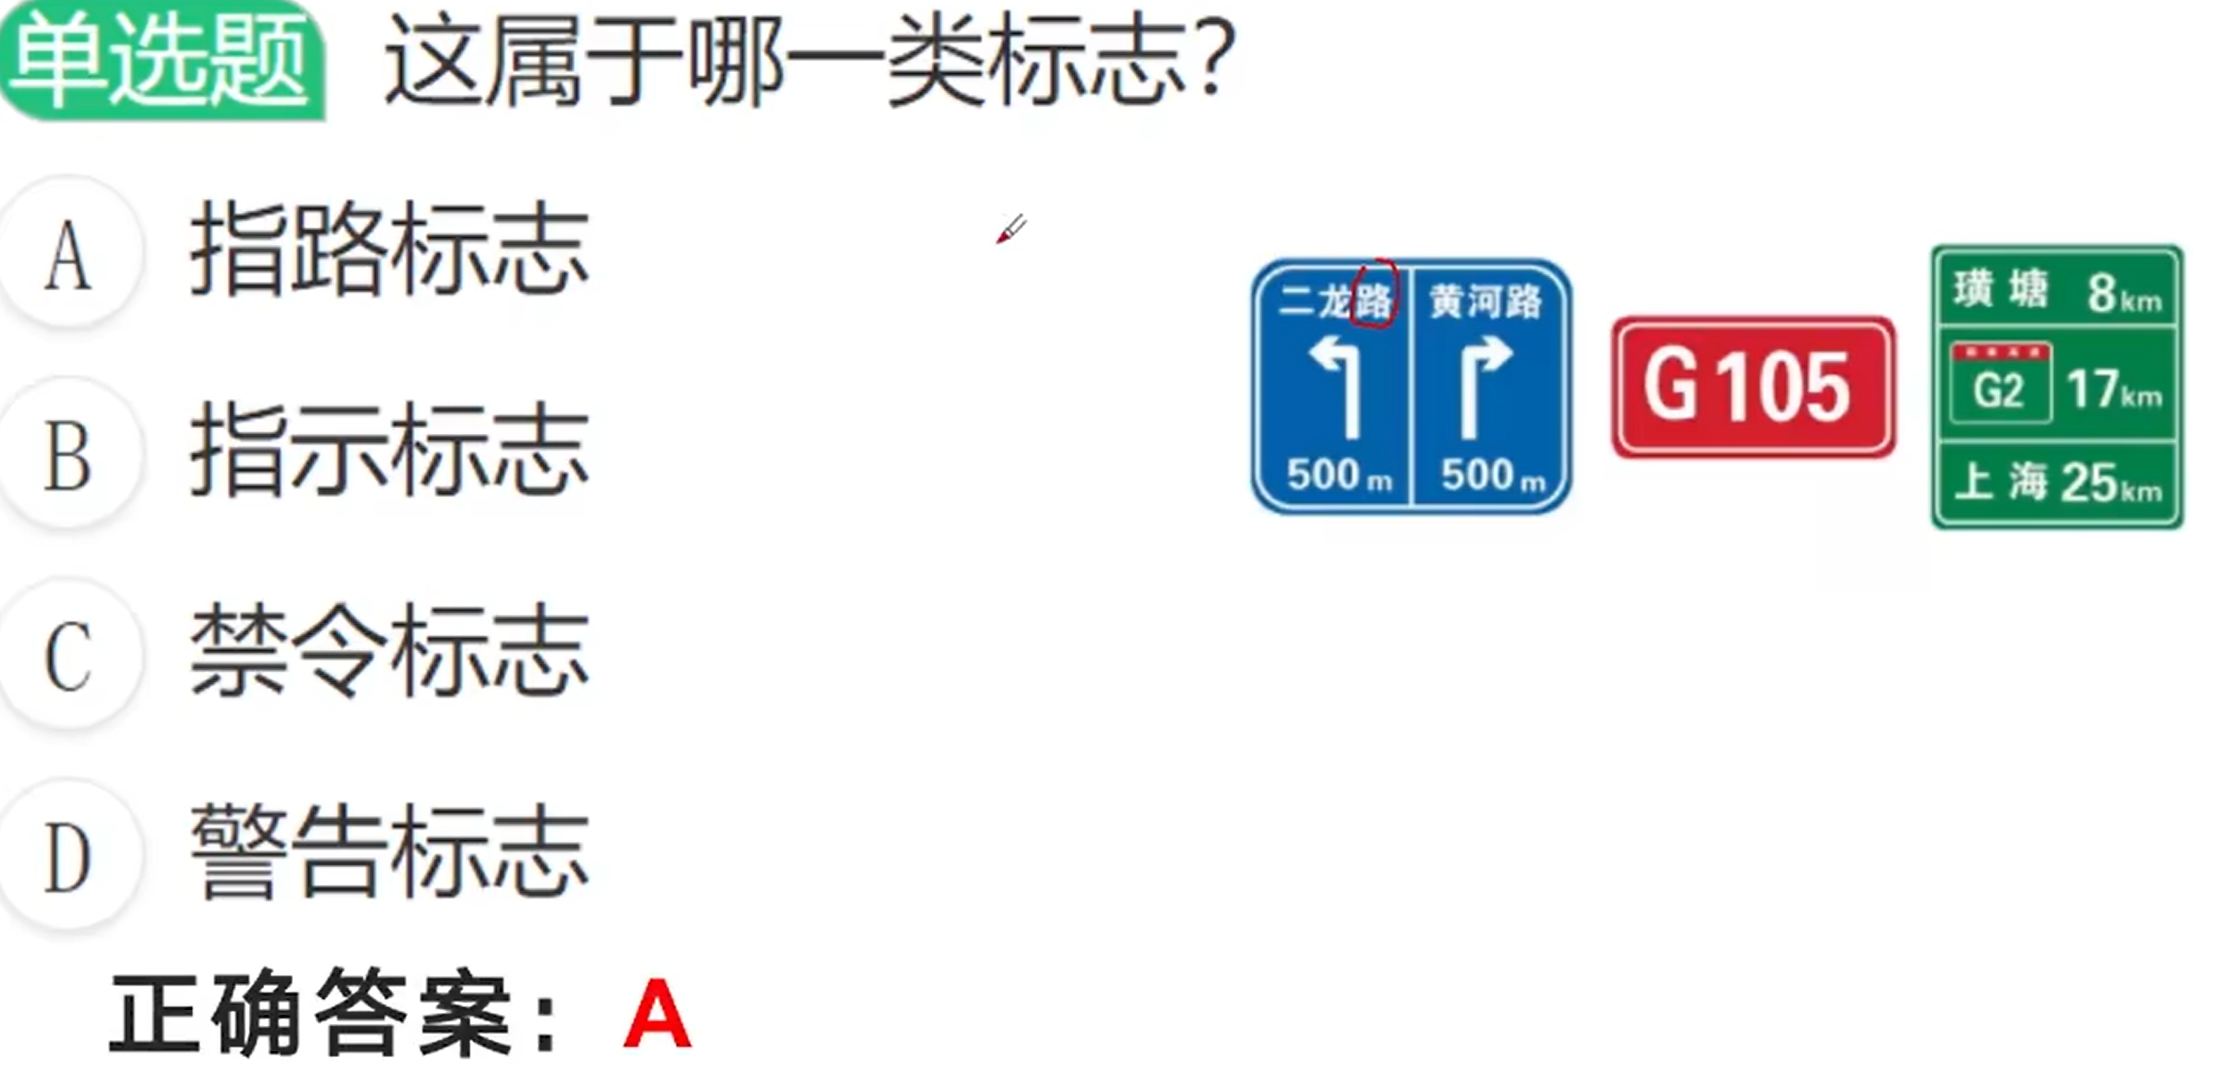 单选题 这属于哪一类标志？
A 指路标志
B 指示标志
C 禁令标志
D 警告标志
二龙路 黄河路
500 m 500 m
G105
璜塘 8km
G2 17km
上海 25km
正确答案：A